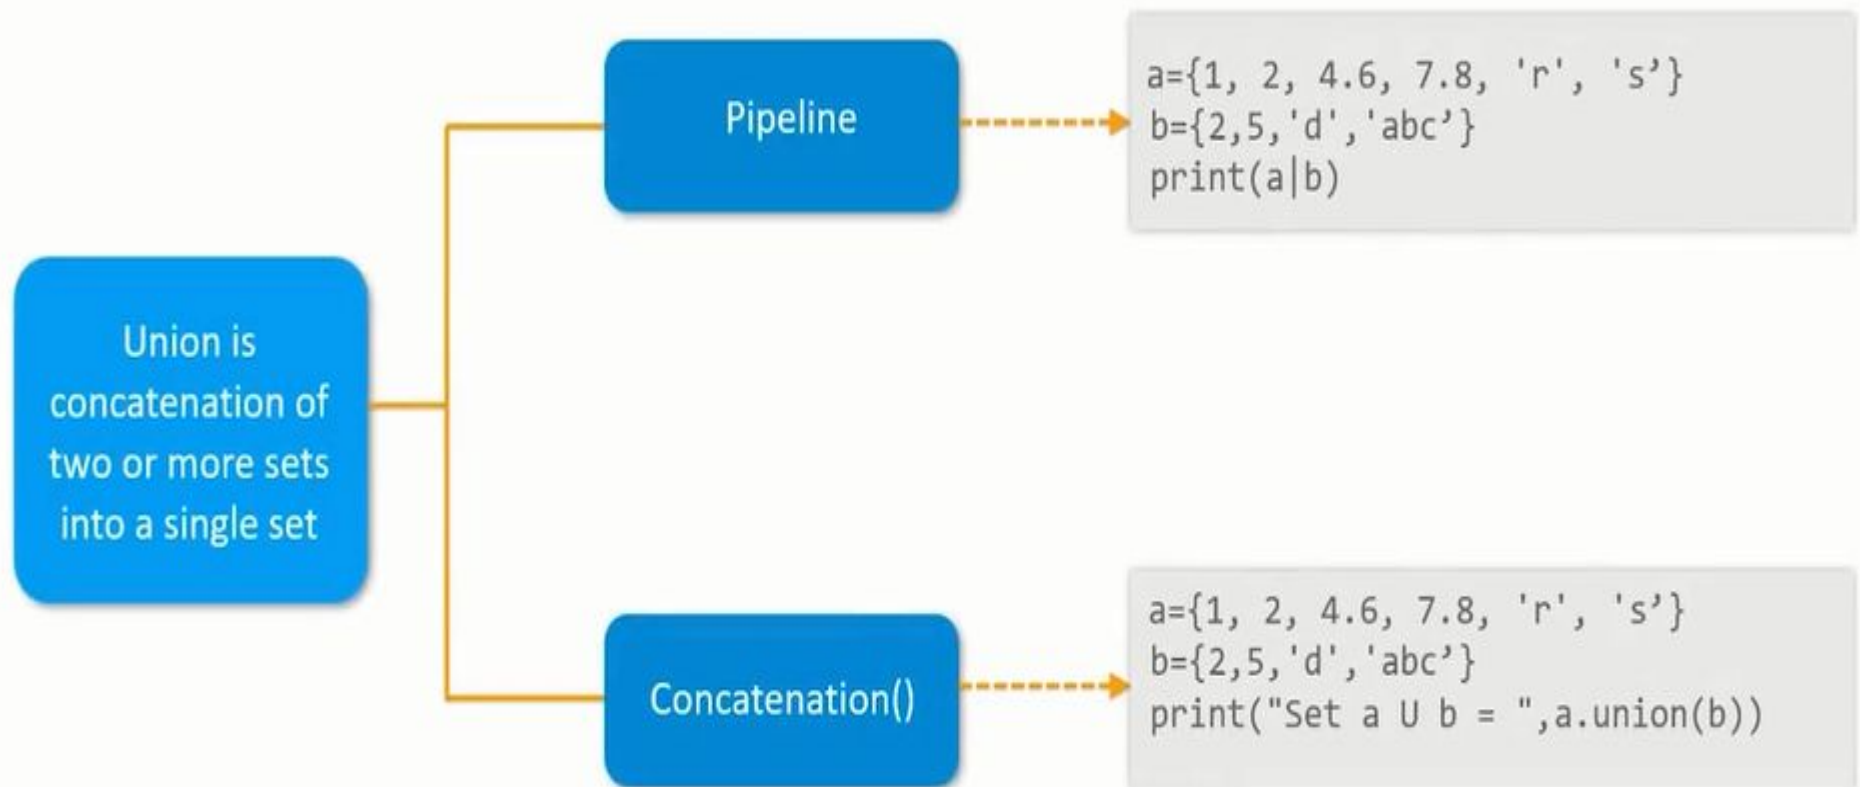 Union is
concatenation of
two or more sets
into a single set
Pipeline
a={1, 2, 4.6, 7.8, 'r', 's’}
b={2,5,'d','abc’}
print(a|b)
Concatenation()
a={1, 2, 4.6, 7.8, 'r', 's’}
b={2,5,'d','abc’}
print("Set a U b = ",a.union(b))